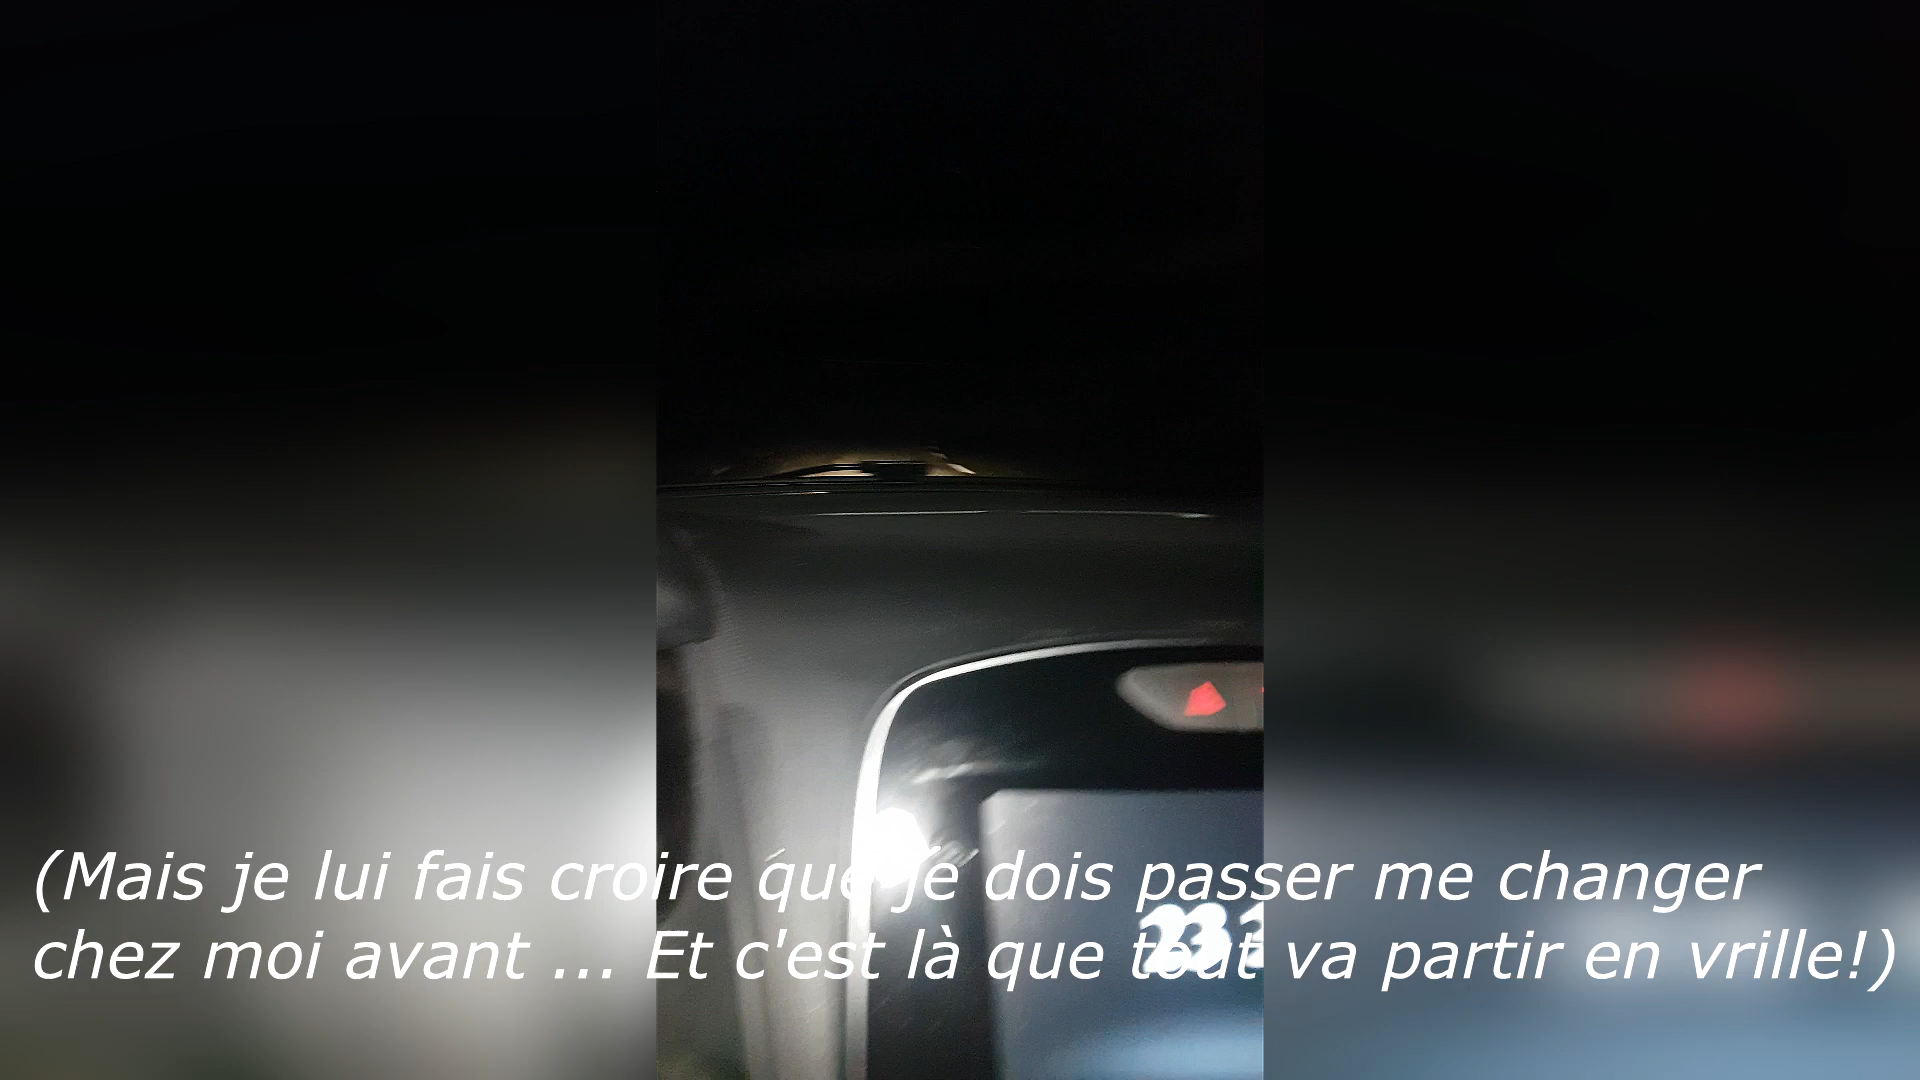 (Mais je lui fais croire que je dois passer me changer
chez moi avant ... Et c'est là que tout va partir en vrille!)
23